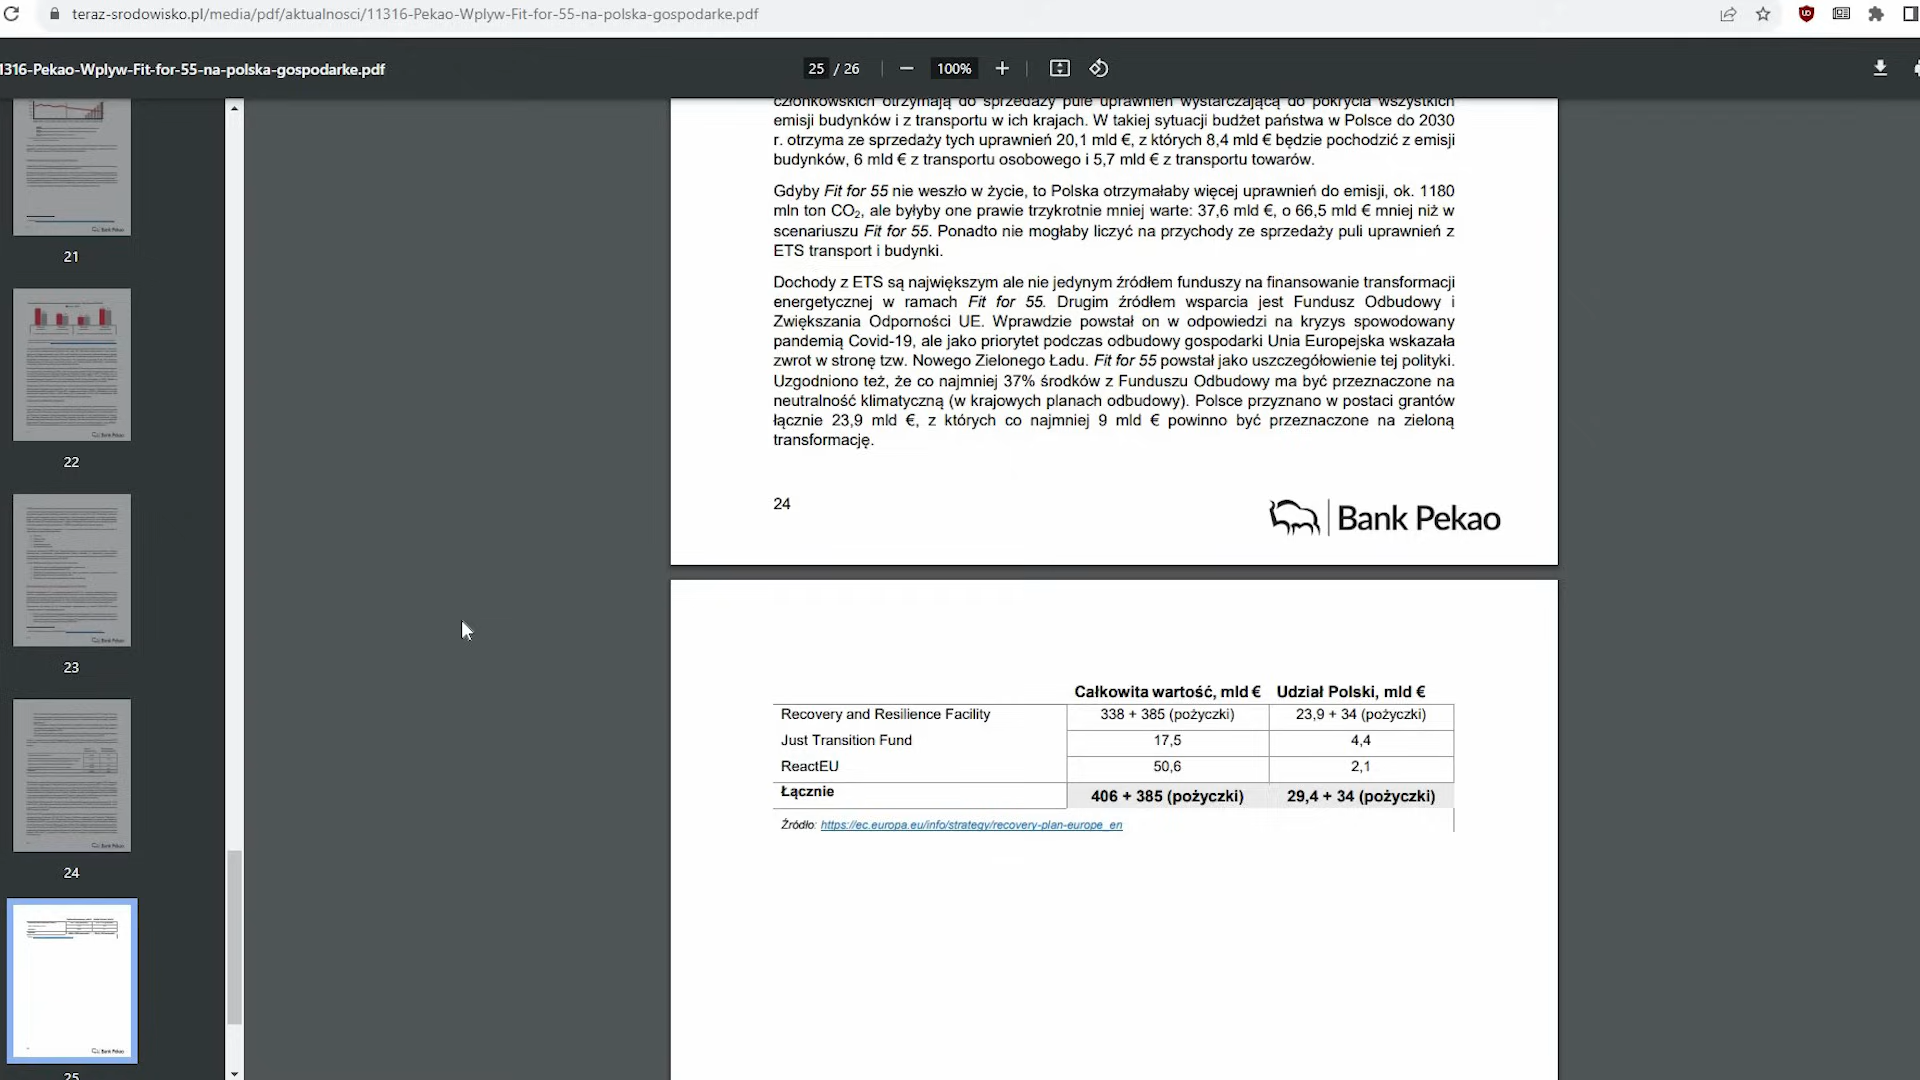 teraz-srodowisko.pl/media/pdf/aktualnosci/11316-Pekao-Wplyw-Fit-for-55-na-polska-gospodarke.pdf
1316-Pekao-Wplyw-Fit-for-55-na-polska-gospodarke.pdf
25 / 26
100%
członkowskich otrzymają do sprzedaży pulę uprawnień wystarczającą do pokrycia wszystkich
emisji budynków i z transportu w ich krajach. W takiej sytuacji budżet państwa w Polsce do 2030
r. otrzyma ze sprzedaży tych uprawnień 20,1 mld €, z których 8,4 mld € będzie pochodzić z emisji
budynków, 6 mld € z transportu osobowego i 5,7 mld € z transportu towarów.
Gdyby Fit for 55 nie weszło w życie, to Polska otrzymałaby więcej uprawnień do emisji, ok. 1180
mln ton CO₂, ale byłyby one prawie trzykrotnie mniej warte: 37,6 mld €, o 66,5 mld € mniej niż w
scenariuszu Fit for 55. Ponadto nie mogłaby liczyć na przychody ze sprzedaży puli uprawnień z
ETS transport i budynki.
Dochody z ETS są największym ale nie jedynym źródłem funduszy na finansowanie transformacji
energetycznej w ramach Fit for 55. Drugim źródłem wsparcia jest Fundusz Odbudowy i
Zwiększania Odporności UE. Wprawdzie powstał on w odpowiedzi na kryzys spowodowany
pandemią Covid-19, ale jako priorytet podczas odbudowy gospodarki Unia Europejska wskazała
zwrot w stronę tzw. Nowego Zielonego Ładu. Fit for 55 powstał jako uszczegółowienie tej polityki.
Uzgodniono też, że co najmniej 37% środków z Funduszu Odbudowy ma być przeznaczone na
neutralność klimatyczną (w krajowych planach odbudowy). Polsce przyznano w postaci grantów
łącznie 23,9 mld €, z których co najmniej 9 mld € powinno być przeznaczone na zieloną
transformację.
24
Bank Pekao
Całkowita wartość, mld € Udział Polski, mld €
Recovery and Resilience Facility 338 + 385 (pożyczki) 23,9 + 34 (pożyczki)
Just Transition Fund 17,5 4,4
ReactEU 50,6 2,1
Łącznie 406 + 385 (pożyczki) 29,4 + 34 (pożyczki)
Źródło: https://ec.europa.eu/info/strategy/recovery-plan-europe_en
21
22
23
24
25